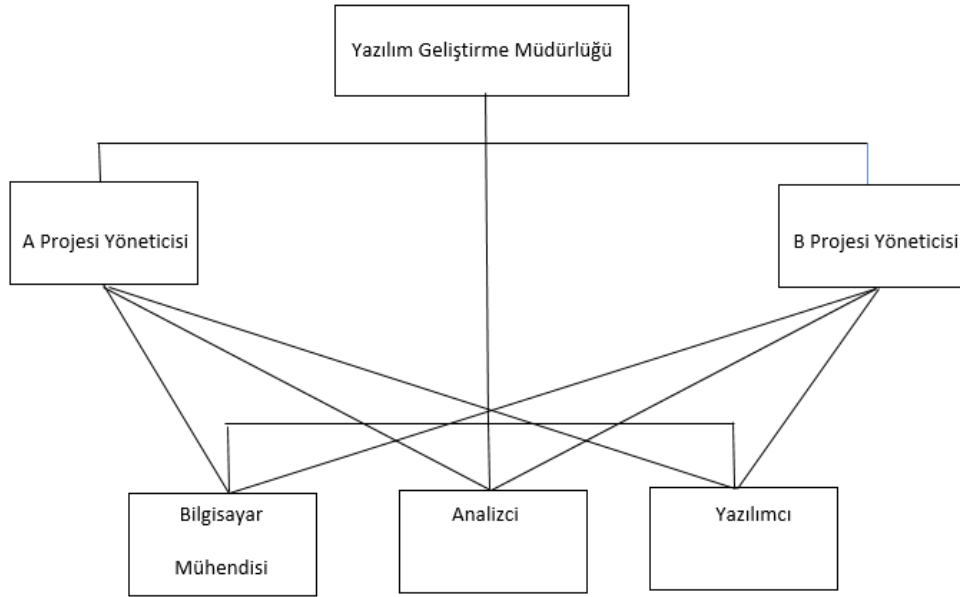 Yazılım Geliştirme Müdürlüğü
A Projesi Yöneticisi
B Projesi Yöneticisi
Bilgisayar
Mühendisi
Analizci
Yazılımcı